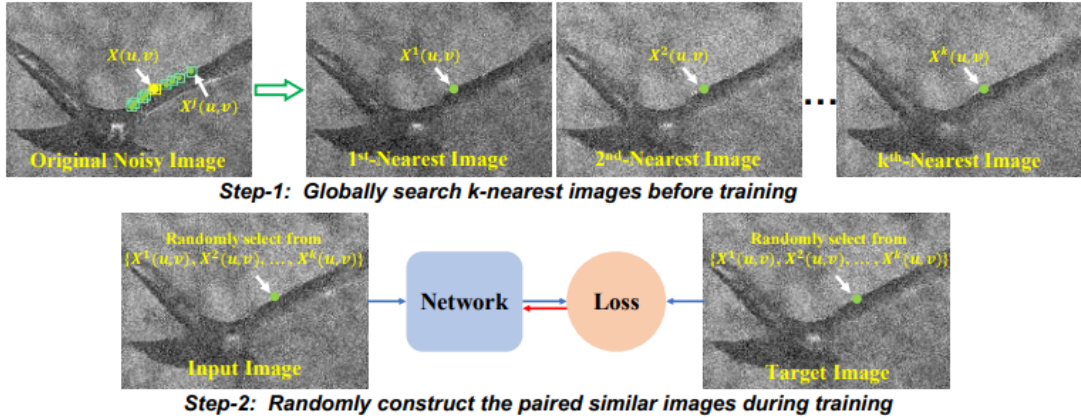 X(u,v)
X^j(u,v)
Original Noisy Image
X^1(u,v)
1st-Nearest Image
X^2(u,v)
2nd-Nearest Image
...
X^k(u,v)
kth-Nearest Image
Step-1: Globally search k-nearest images before training
Randomly select from
{X^1(u,v), X^2(u,v), ..., X^k(u,v)}
Input Image
Network
Loss
Randomly select from
{X^1(u,v), X^2(u,v), ..., X^k(u,v)}
Target Image
Step-2: Randomly construct the paired similar images during training